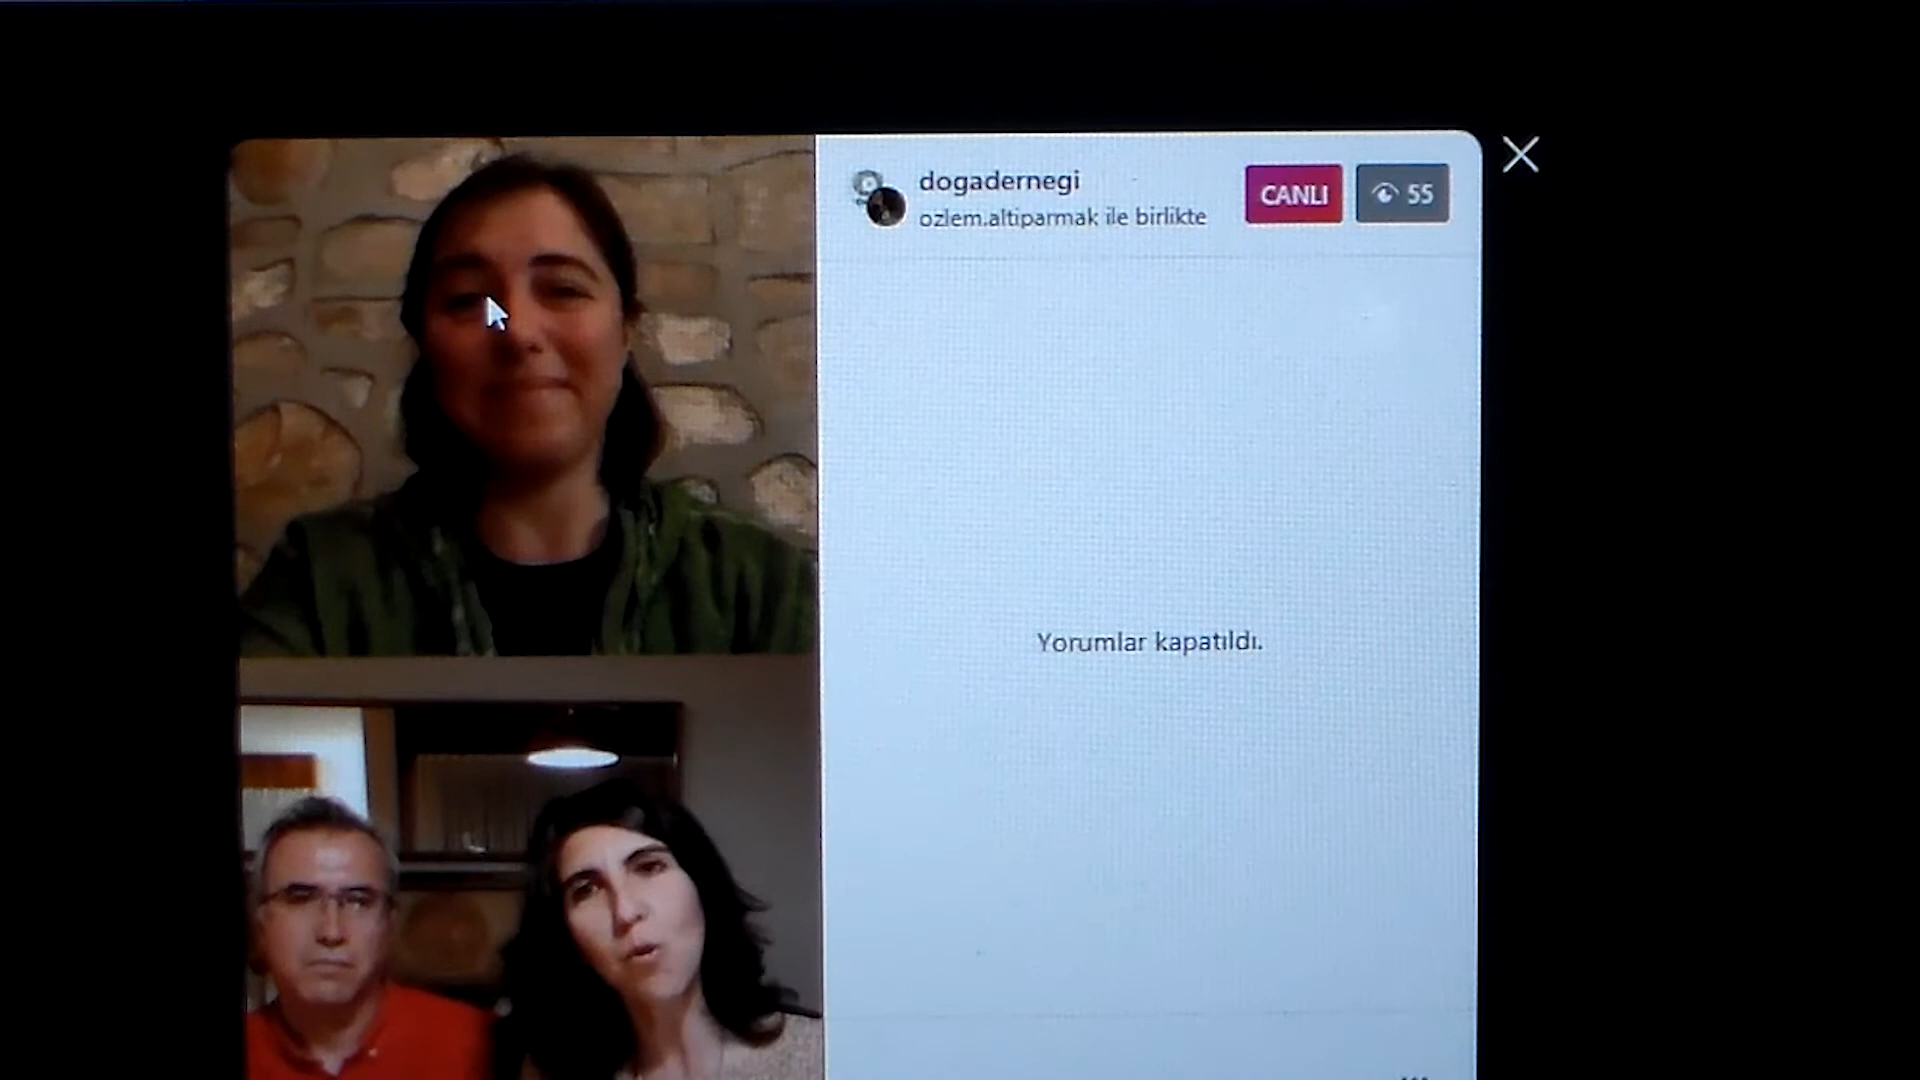 dogadernegi
ozlem.altiparmak ile birlikte
CANLI
55
Yorumlar kapatıldı.